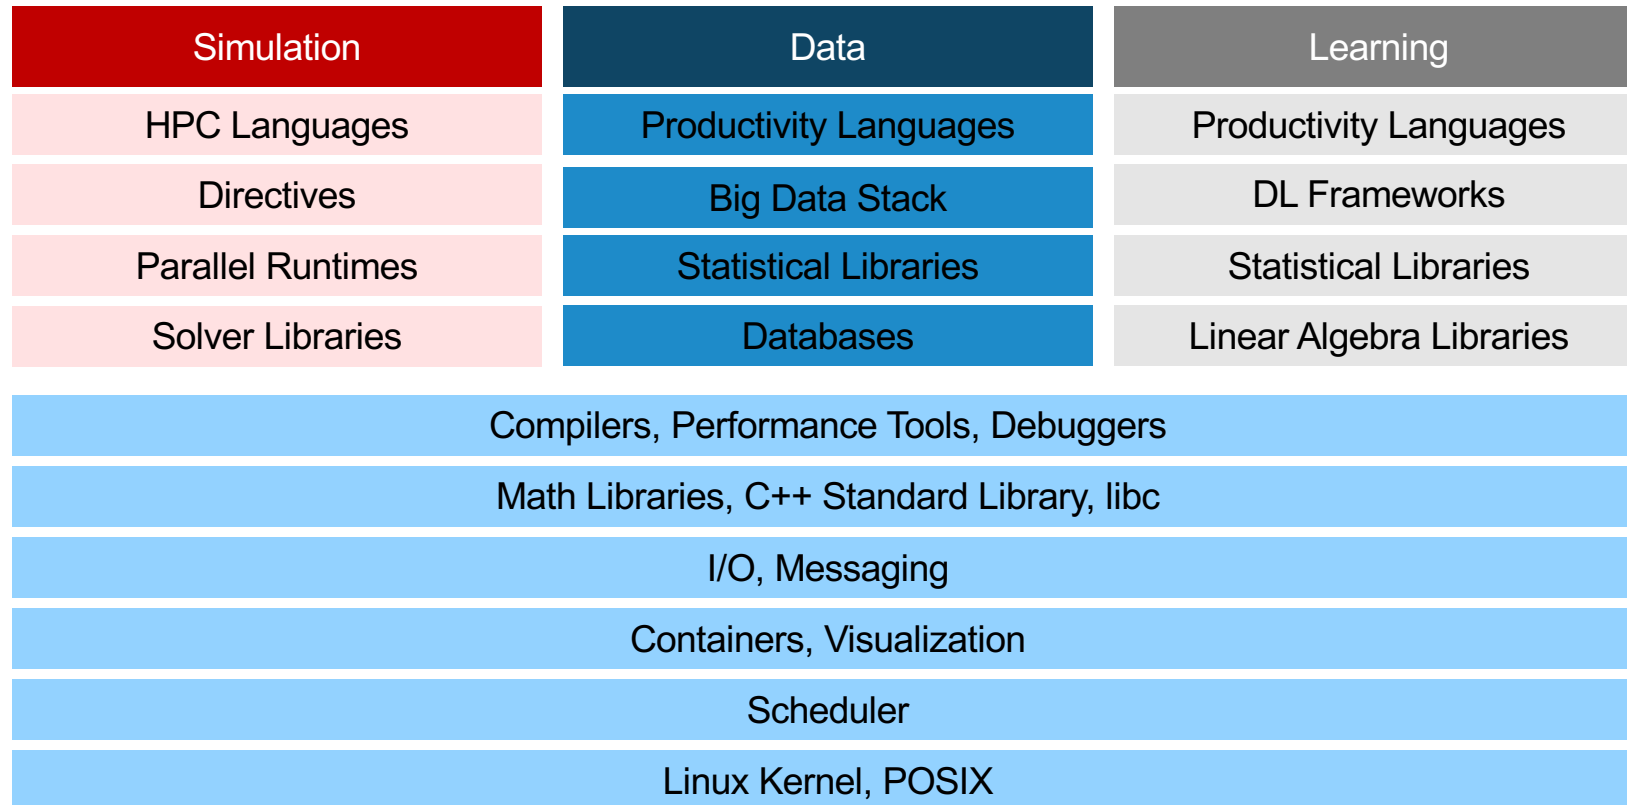 Simulation
Data
Learning
HPC Languages
Productivity Languages
Productivity Languages
Directives
Big Data Stack
DL Frameworks
Parallel Runtimes
Statistical Libraries
Statistical Libraries
Solver Libraries
Databases
Linear Algebra Libraries
Compilers, Performance Tools, Debuggers
Math Libraries, C++ Standard Library, libc
I/O, Messaging
Containers, Visualization
Scheduler
Linux Kernel, POSIX